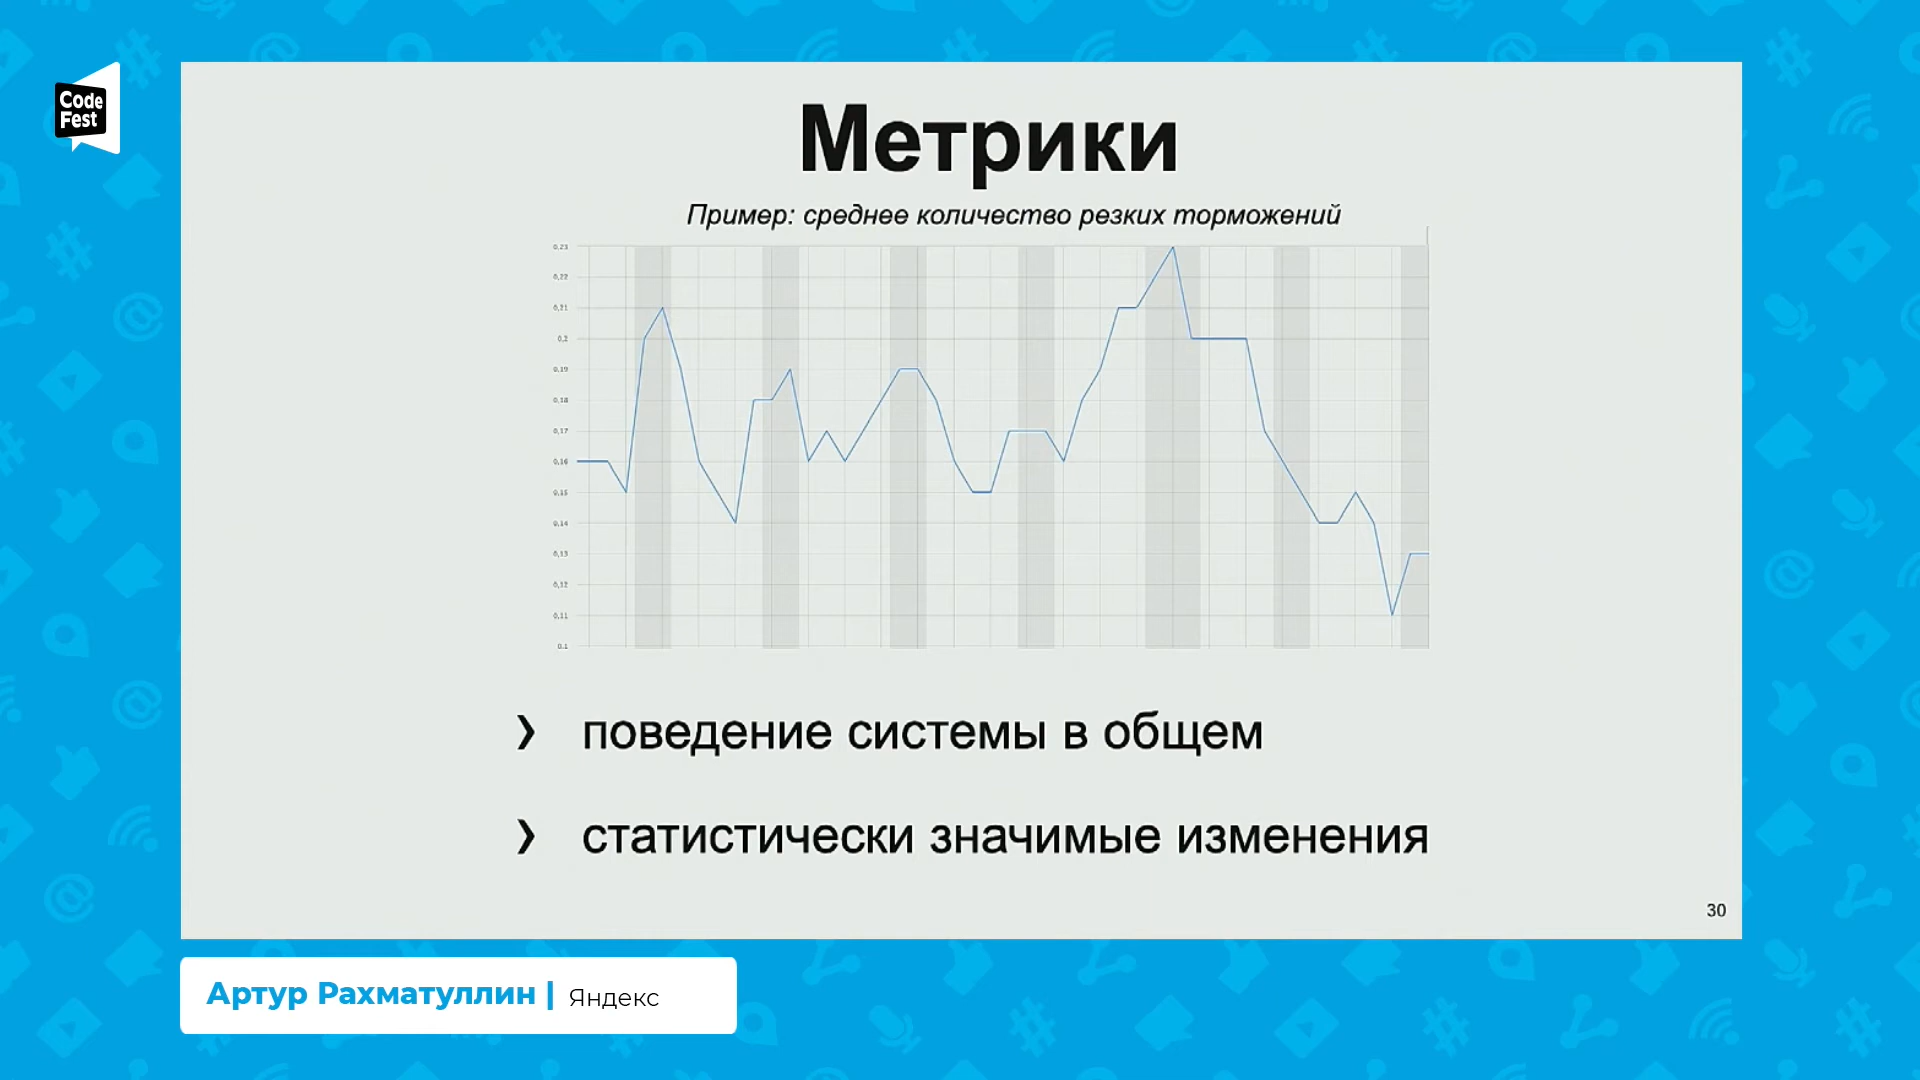 Code
Fest
Метрики
Пример: среднее количество резких торможений
0,23
0,22
0,21
0,2
0,19
0,18
0,17
0,16
0,15
0,14
0,13
0,12
0,11
0,1
❯ поведение системы в общем
❯ статистически значимые изменения
30
Артур Рахматуллин | Яндекс